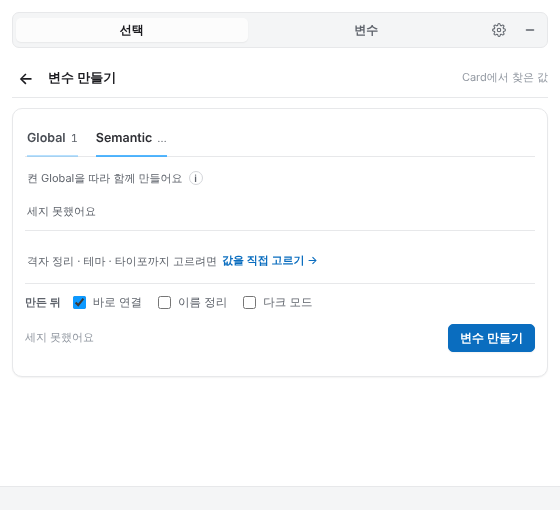 선택 변수
변수 만들기 Card에서 찾은 값
Global 1 Semantic ...
켠 Global을 따라 함께 만들어요 i
세지 못했어요
격자 정리 · 테마 · 타이포까지 고르려면 값을 직접 고르기 →
만든 뒤 바로 연결 이름 정리 다크 모드
세지 못했어요 변수 만들기